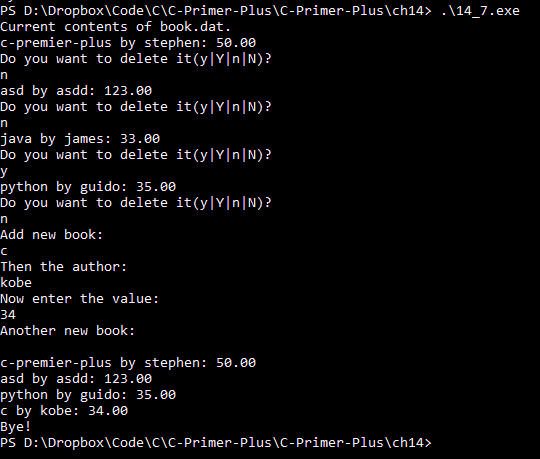 PS D:\Dropbox\Code\C\C-Primer-Plus\C-Primer-Plus\ch14> .\14_7.exe
Current contents of book.dat.
c-premier-plus by stephen: 50.00
Do you want to delete it(y|Y|n|N)?
n
asd by asdd: 123.00
Do you want to delete it(y|Y|n|N)?
n
java by james: 33.00
Do you want to delete it(y|Y|n|N)?
y
python by guido: 35.00
Do you want to delete it(y|Y|n|N)?
n
Add new book:
c
Then the author:
kobe
Now enter the value:
34
Another new book:
c-premier-plus by stephen: 50.00
asd by asdd: 123.00
python by guido: 35.00
c by kobe: 34.00
Bye!
PS D:\Dropbox\Code\C\C-Primer-Plus\C-Primer-Plus\ch14>